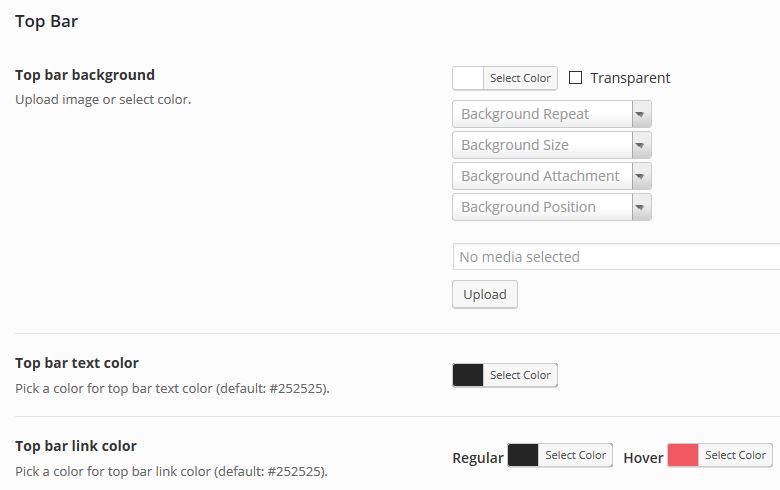 Top Bar
Top bar background
Select Color
Transparent
Upload image or select color.
Background Repeat
Background Size
Background Attachment
Background Position
No media selected
Upload
Top bar text color
Select Color
Pick a color for top bar text color (default: #252525).
Top bar link color
Regular Select Color Hover Select Color
Pick a color for top bar link color (default: #252525).